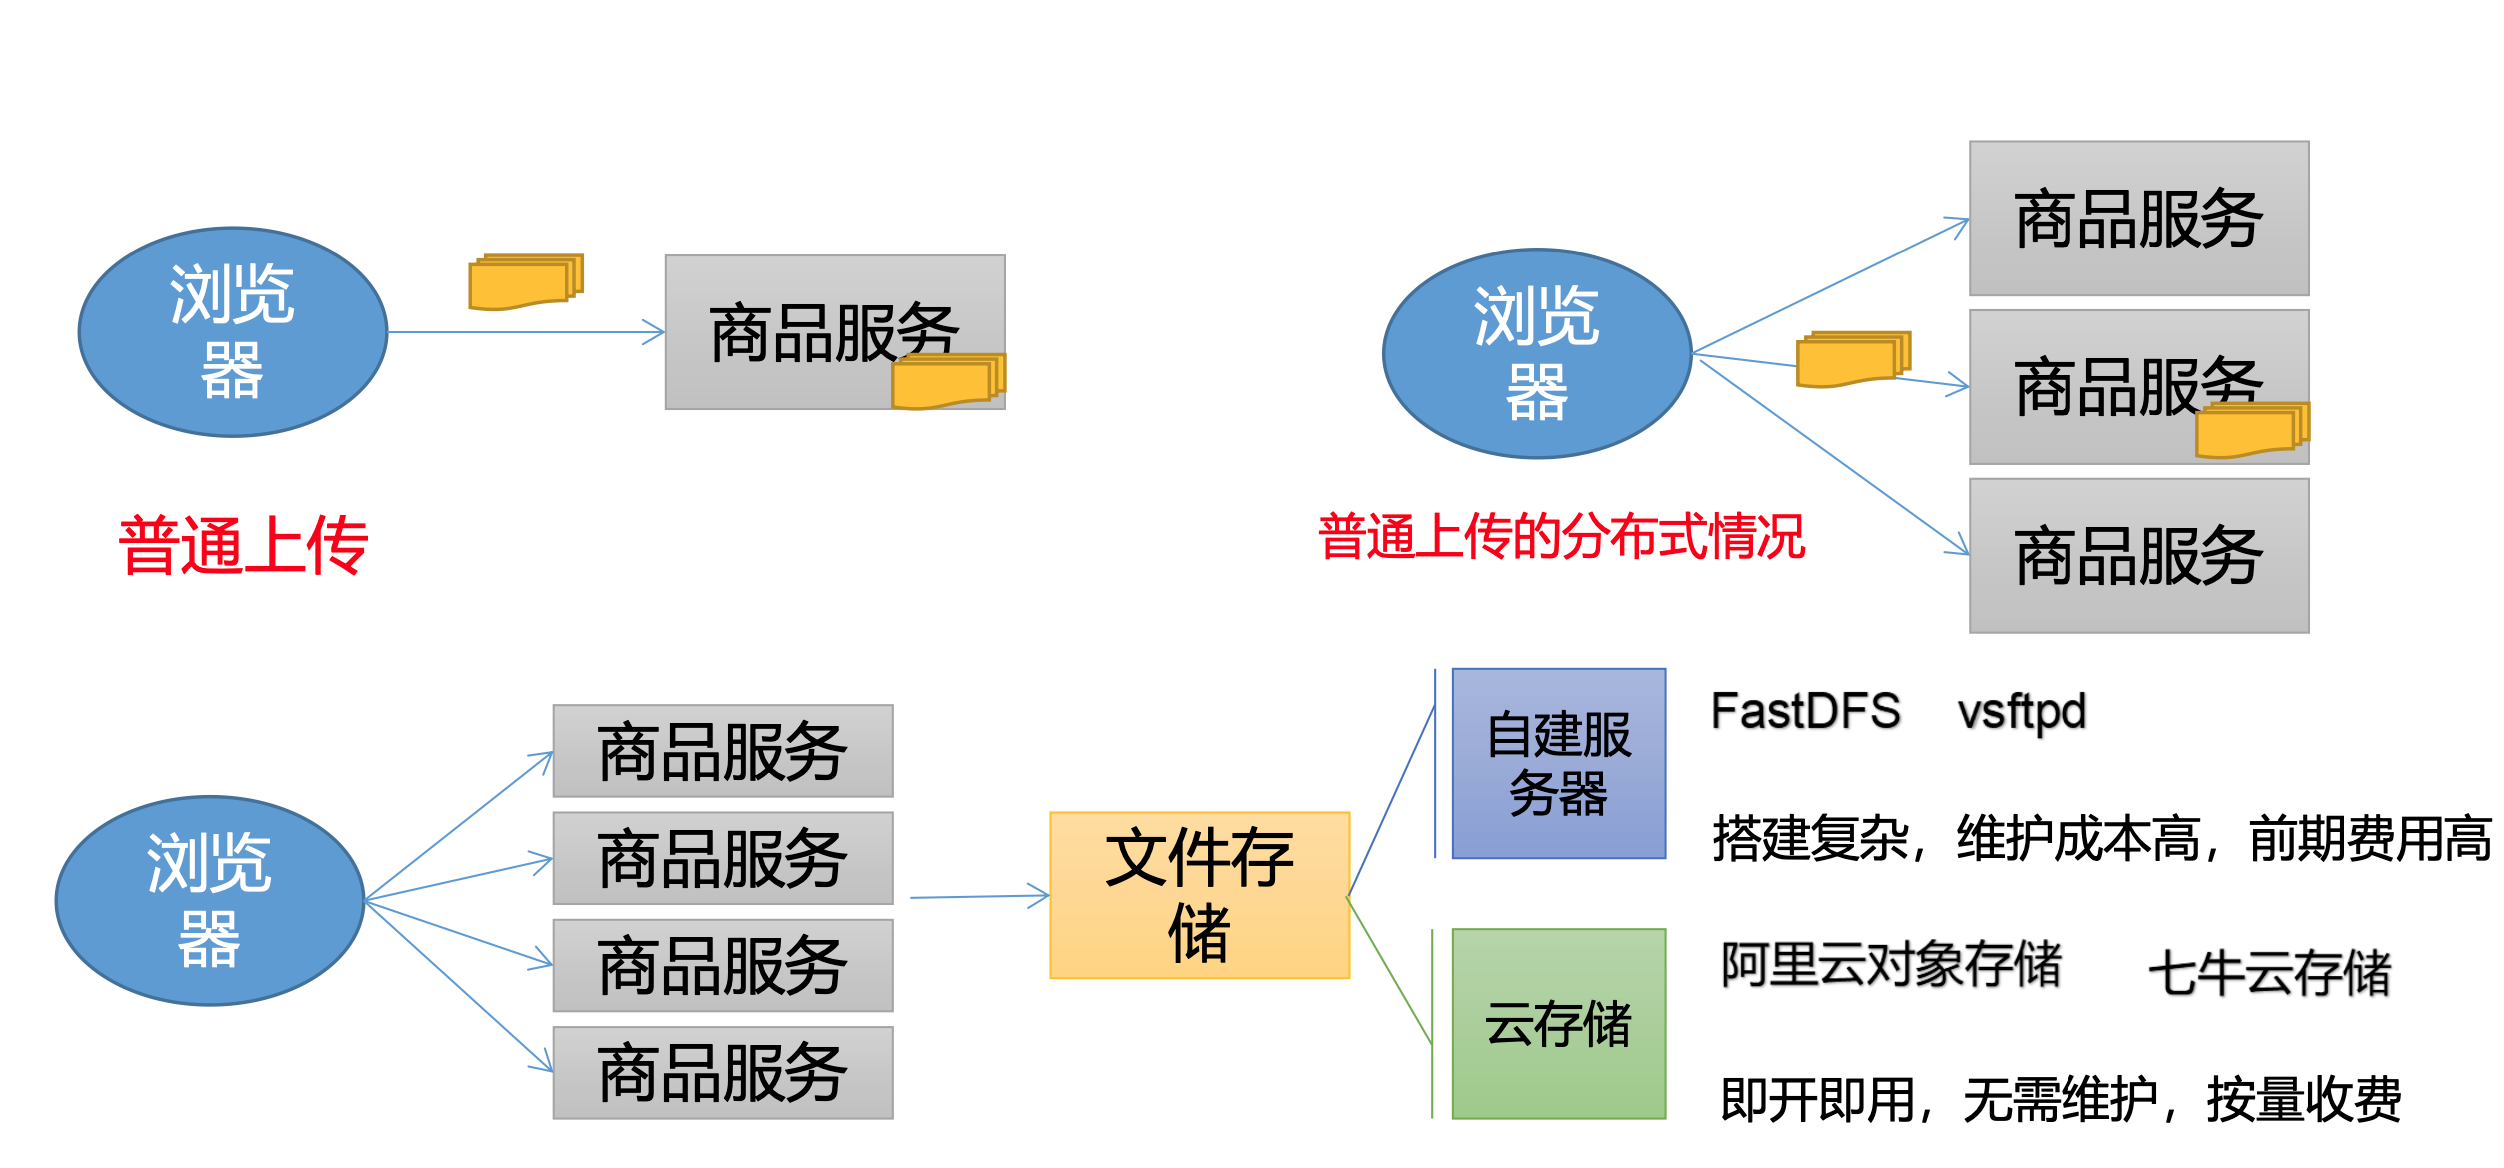 浏览
器
商品服务
普通上传
浏览
器
商品服务
商品服务
商品服务
普通上传[分布式]情况
浏览
器
商品服务
商品服务
商品服务
商品服务
文件存
储
自建服
务器
FastDFS vsftpd
搭建复杂，维护成本高，前期费用高
云存储
阿里云对象存储 七牛云存储
即开即用，无需维护，按量收费